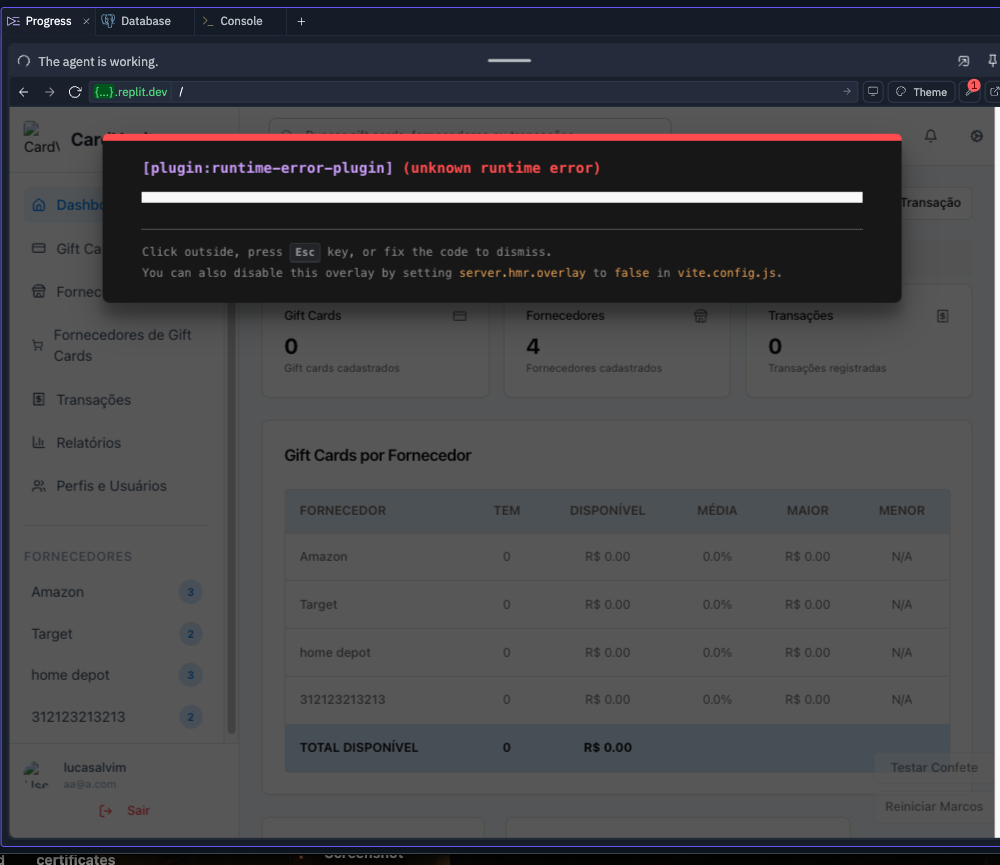 Progress
Database
Console
The agent is working.
{...}.replit.dev /
Theme
1
Card\
[plugin:runtime-error-plugin] (unknown runtime error)
Click outside, press Esc key, or fix the code to dismiss.
You can also disable this overlay by setting server.hmr.overlay to false in vite.config.js.
Transação
Dashbo
Gift Ca
Fornec
Fornecedores de Gift
Cards
Transações
Relatórios
Perfis e Usuários
FORNECEDORES
Amazon 3
Target 2
home depot 3
312123213213 2
lucasalvim
aa@a.com
Sair
Gift Cards
0
Gift cards cadastrados
Fornecedores
4
Fornecedores cadastrados
Transações
0
Transações registradas
Gift Cards por Fornecedor
FORNECEDOR TEM DISPONÍVEL MÉDIA MAIOR MENOR
Amazon 0 R$ 0.00 0.0% R$ 0.00 N/A
Target 0 R$ 0.00 0.0% R$ 0.00 N/A
home depot 0 R$ 0.00 0.0% R$ 0.00 N/A
312123213213 0 R$ 0.00 0.0% R$ 0.00 N/A
TOTAL DISPONÍVEL 0 R$ 0.00
Testar Confete
Reiniciar Marcos
certificates
Screenshot